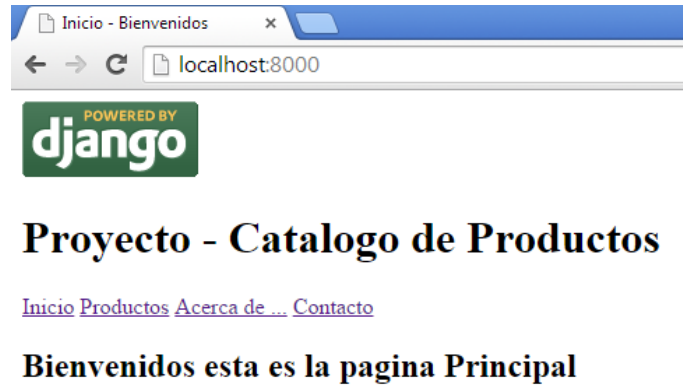 Inicio - Bienvenidos
localhost:8000
POWERED BY
django
Proyecto - Catalogo de Productos
Inicio Productos Acerca de ... Contacto
Bienvenidos esta es la pagina Principal